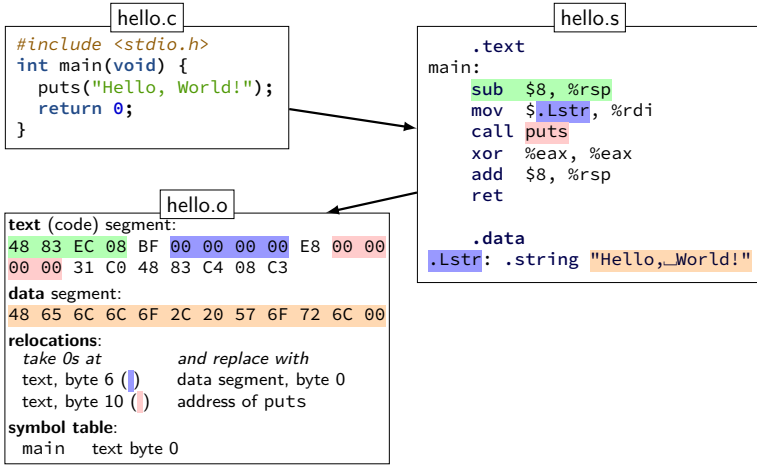 hello.c
#include <stdio.h>
int main(void) {
puts("Hello, World!");
return 0;
}
hello.s
.text
main:
sub $8, %rsp
mov $.Lstr, %rdi
call puts
xor %eax, %eax
add $8, %rsp
ret
.data
.Lstr: .string "Hello,␣World!"
hello.o
text (code) segment:
48 83 EC 08 BF 00 00 00 00 E8 00 00
00 00 31 C0 48 83 C4 08 C3
data segment:
48 65 6C 6C 6F 2C 20 57 6F 72 6C 00
relocations:
take 0s at and replace with
text, byte 6 ( ) data segment, byte 0
text, byte 10 ( ) address of puts
symbol table:
main text byte 0